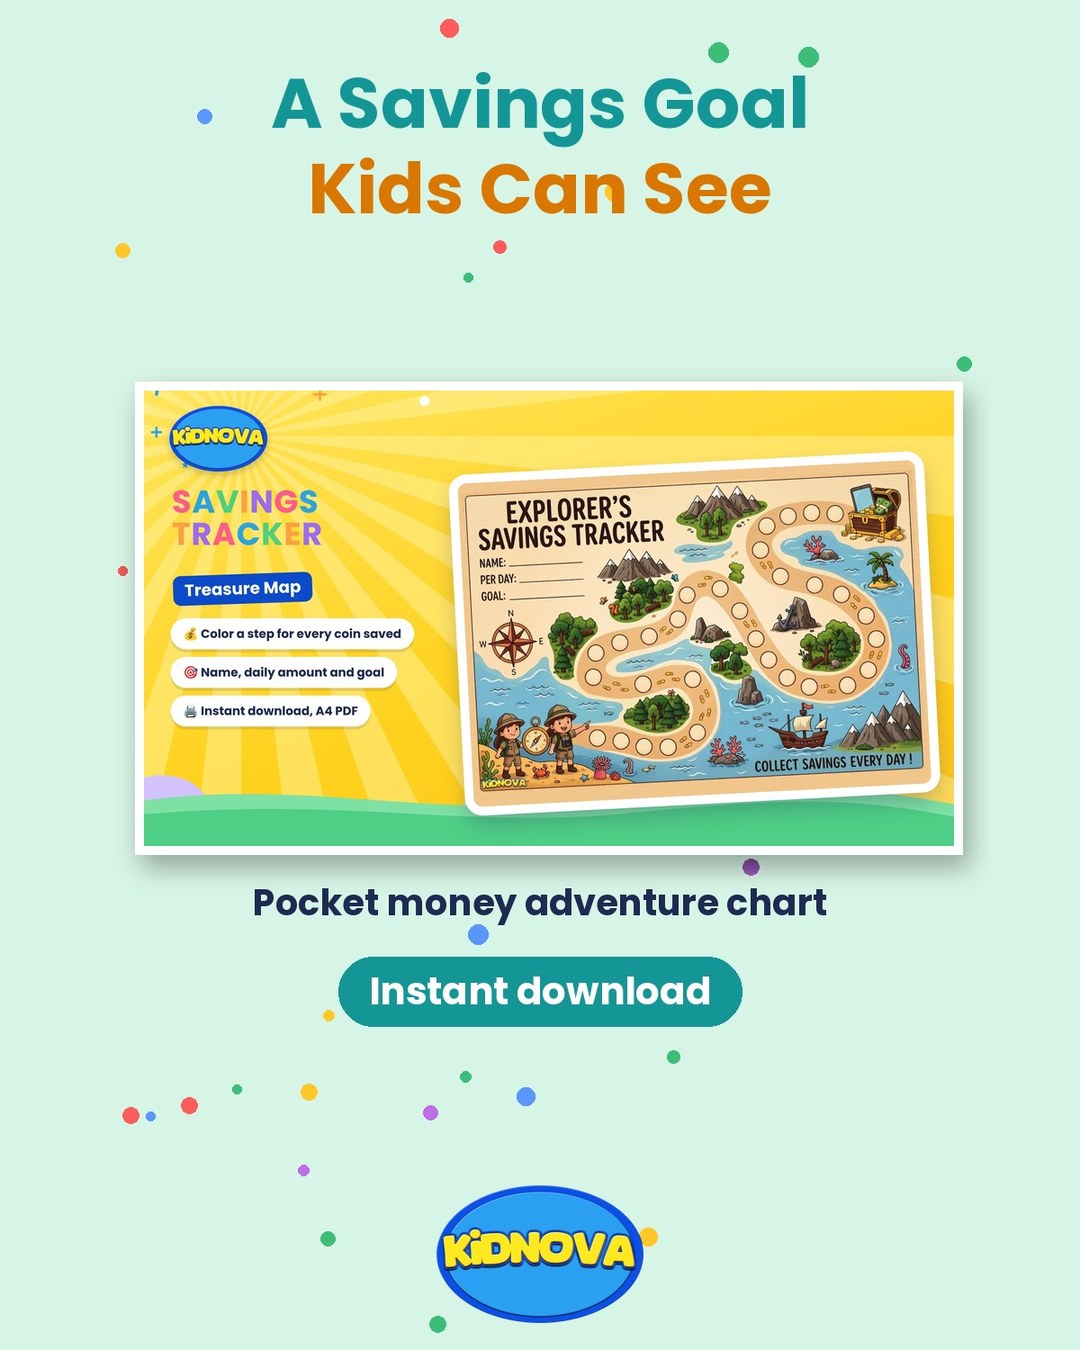 A Savings Goal
Kids Can See
KiDNOVA
SAVINGS
TRACKER
Treasure Map
Color a step for every coin saved
Name, daily amount and goal
Instant download, A4 PDF
EXPLORER'S
SAVINGS TRACKER
NAME:
PER DAY:
GOAL:
N
W E
S
KiDNOVA
COLLECT SAVINGS EVERY DAY !
Pocket money adventure chart
Instant download
KiDNOVA